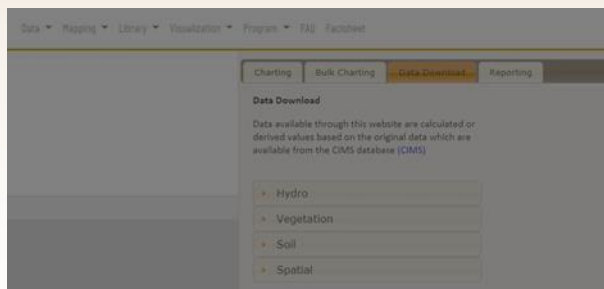 Data Mapping Library Visualization Program FAQ Factsheet
Charting Bulk Charting Data Download Reporting
Data Download
Data available through this website are calculated or
derived values based on the original data which are
available from the CIMS database (CIMS)
Hydro
Vegetation
Soil
Spatial